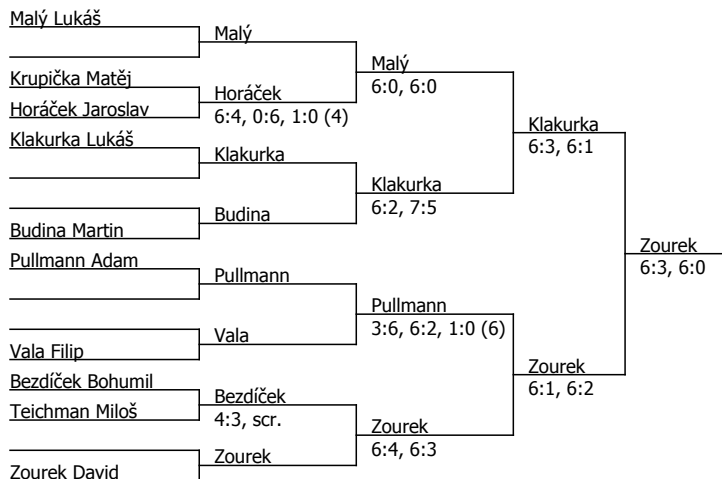 Malý Lukáš
Krupička Matěj
Horáček Jaroslav
Klakurka Lukáš
Budina Martin
Pullmann Adam
Vala Filip
Bezdíček Bohumil
Teichman Miloš
Zourek David
Malý
Horáček
6:4, 0:6, 1:0 (4)
Klakurka
Budina
Pullmann
Vala
Bezdíček
4:3, scr.
Zourek
Malý
6:0, 6:0
Klakurka
6:2, 7:5
Pullmann
3:6, 6:2, 1:0 (6)
Zourek
6:4, 6:3
Klakurka
6:3, 6:1
Zourek
6:1, 6:2
Zourek
6:3, 6:0